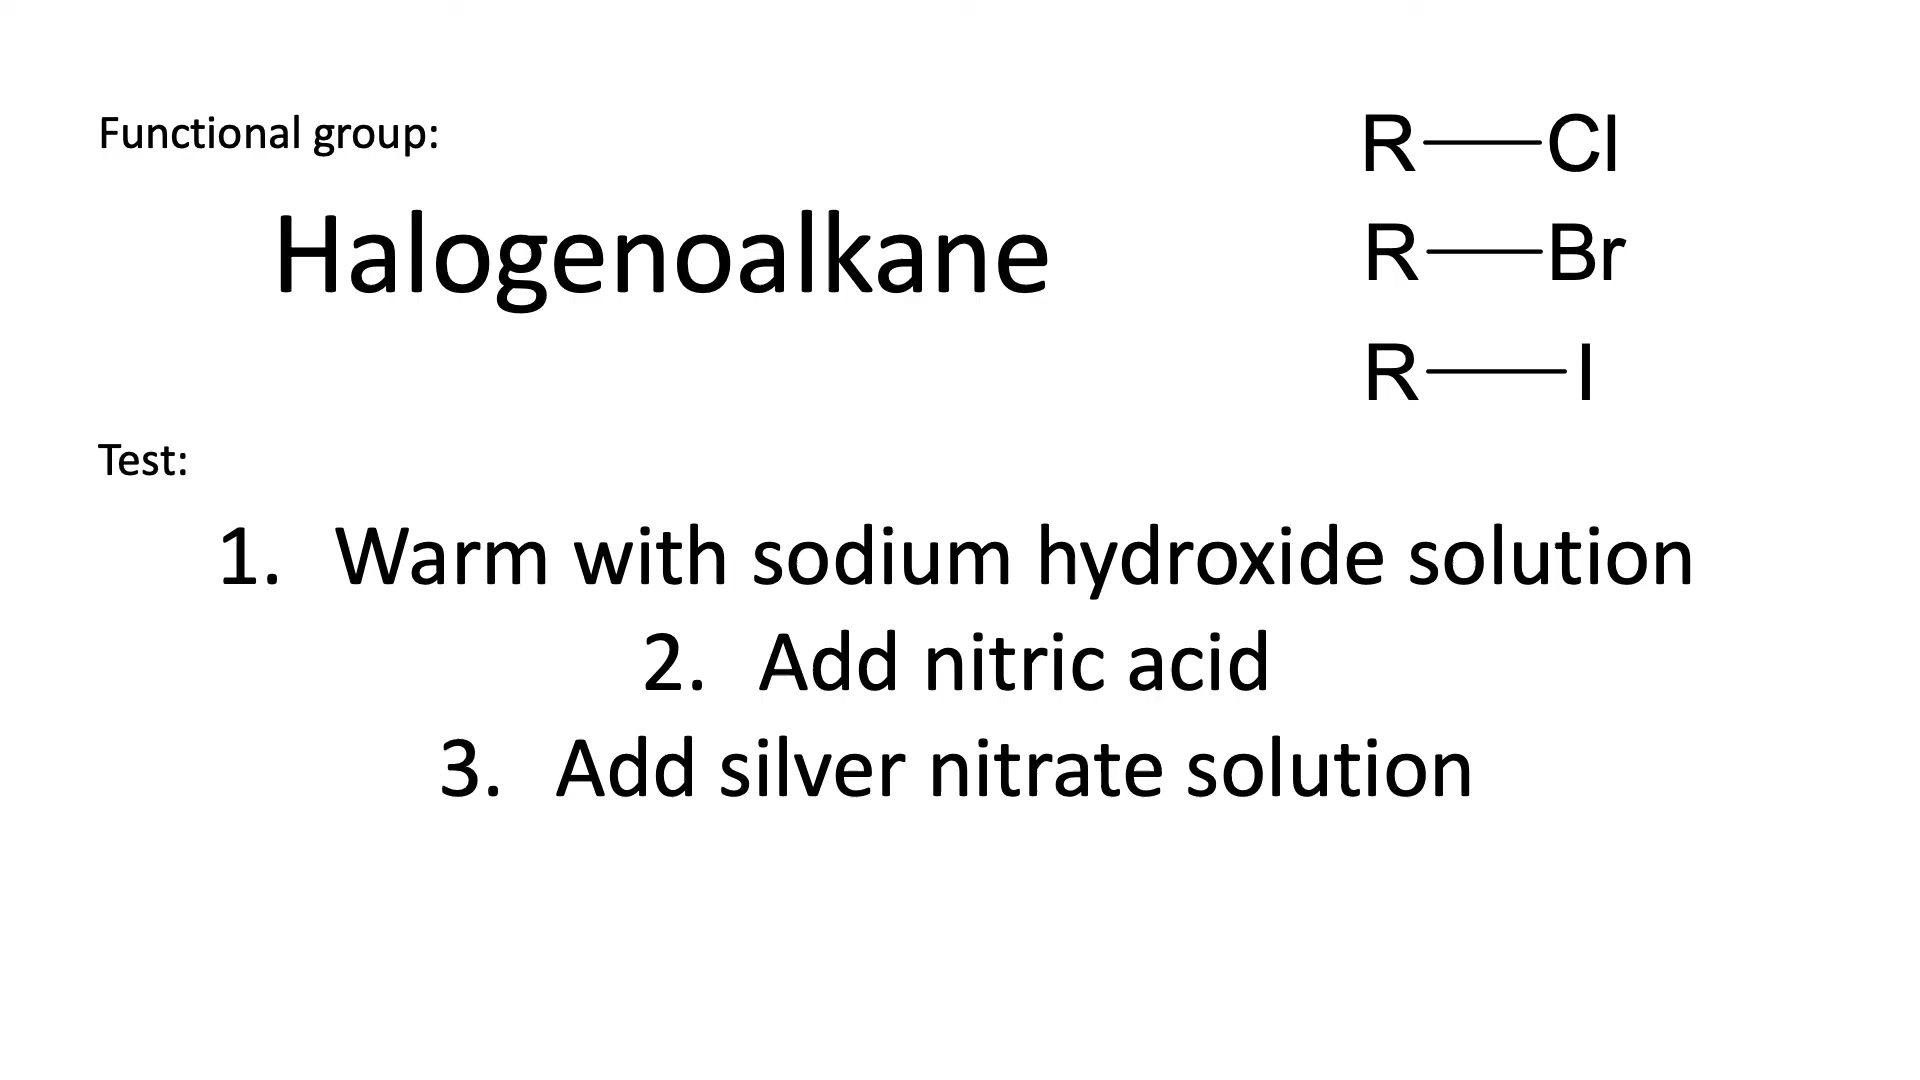 Functional group:
Halogenoalkane
R—Cl
R—Br
R—I
Test:
1. Warm with sodium hydroxide solution
2. Add nitric acid
3. Add silver nitrate solution